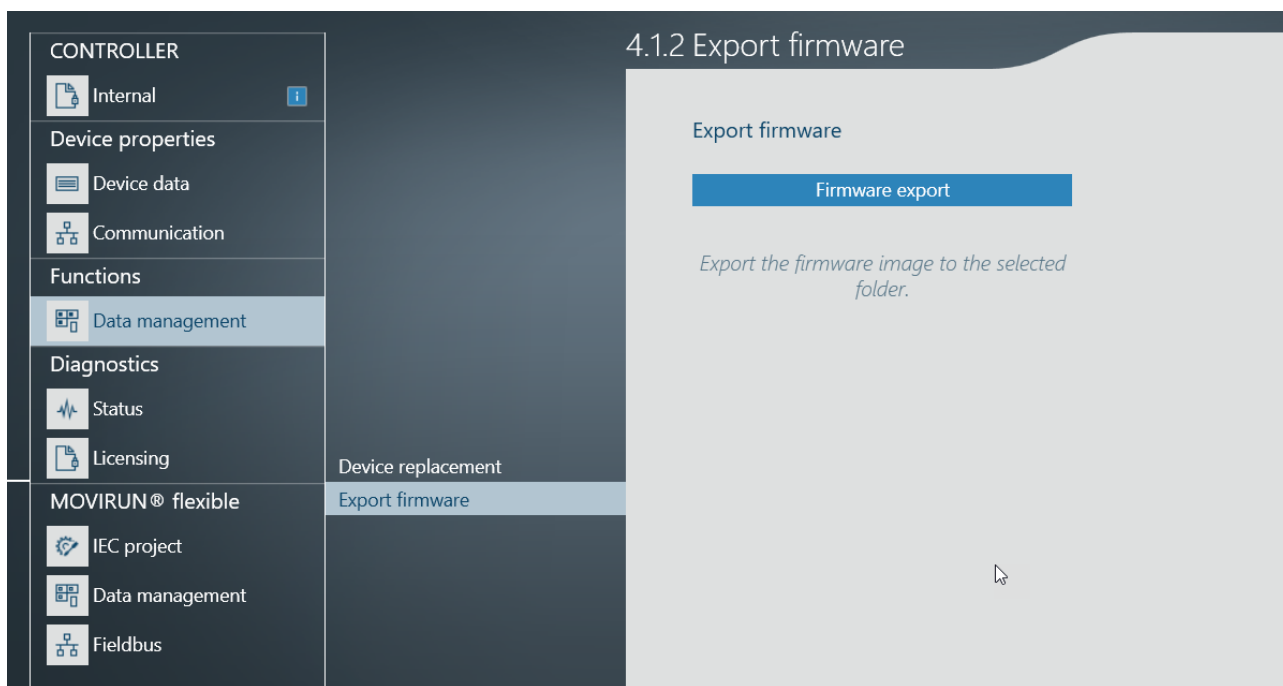 CONTROLLER
Internal
i
Device properties
Device data
Communication
Functions
Data management
Diagnostics
Status
Licensing
MOVIRUN® flexible
IEC project
Data management
Fieldbus
Device replacement
Export firmware
4.1.2 Export firmware
Export firmware
Firmware export
Export the firmware image to the selected
folder.